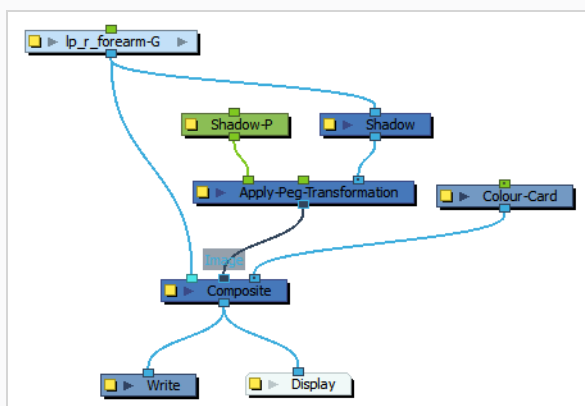 lp_r_forearm-G
Shadow-P
Shadow
Apply-Peg-Transformation
Colour-Card
Image
Composite
Write
Display